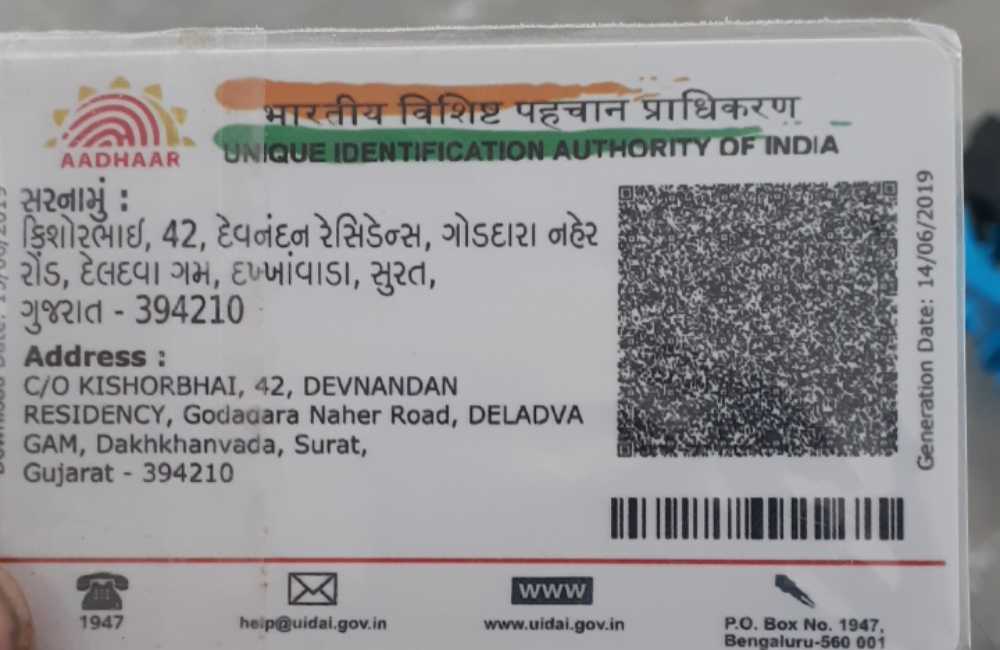 भारतीय विशिष्ट पहचान प्राधिकरण
AADHAAR
UNIQUE IDENTIFICATION AUTHORITY OF INDIA
સરનામું :
કિશોરભાઈ, 42, દેવનંદન રેસિડેન્સ, ગોડદારા નહેર
રોડ, દેલદવા ગમ, દખ્ખાંવાડા, સુરત,
ગુજરાત - 394210
Address :
C/O KISHORBHAI, 42, DEVNANDAN
RESIDENCY, Godadara Naher Road, DELADVA
GAM, Dakhkhanvada, Surat,
Gujarat - 394210
Generation Date: 14/06/2019
1947
help@uidai.gov.in
www
www.uidai.gov.in
P.O. Box No. 1947,
Bengaluru-560 001